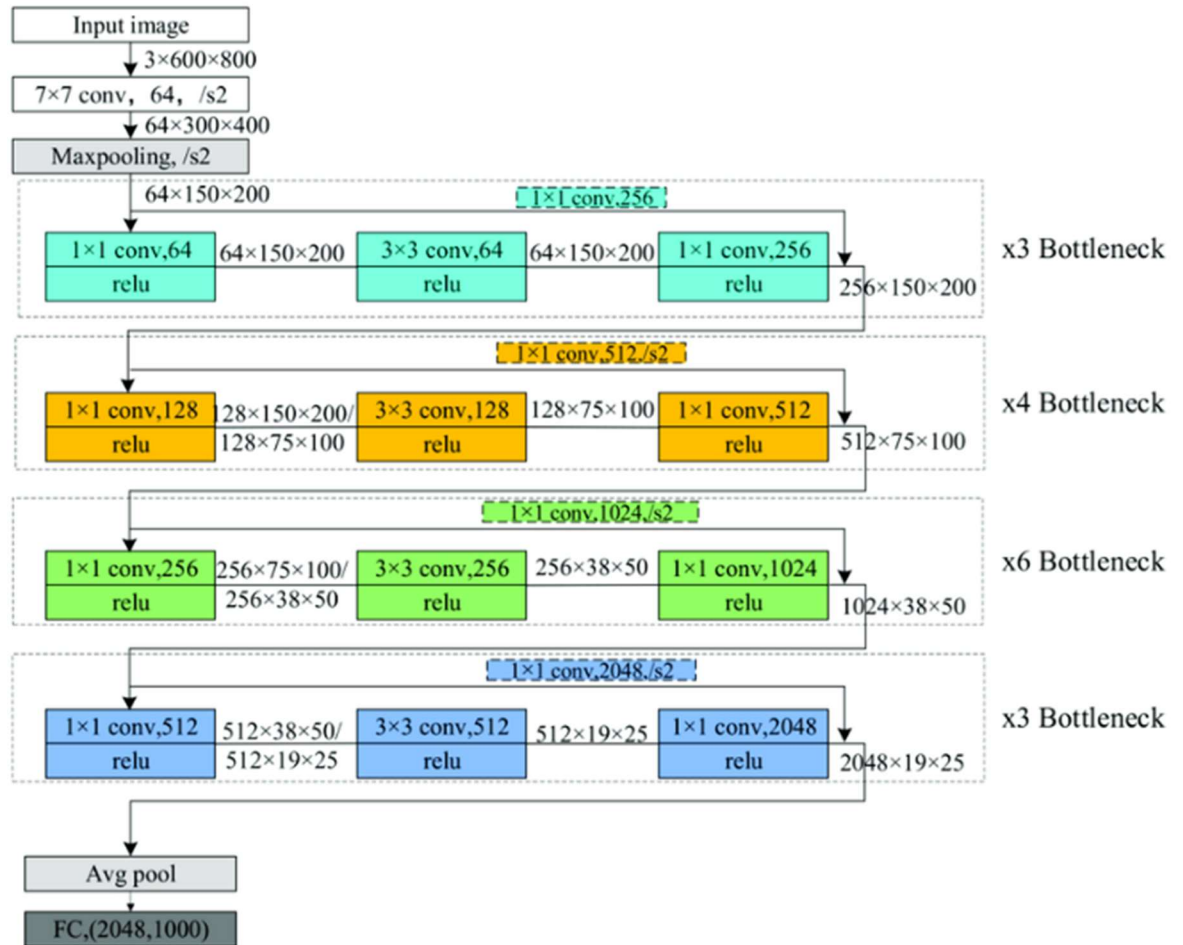 Input image
3×600×800
7×7 conv, 64, /s2
64×300×400
Maxpooling, /s2
64×150×200
1×1 conv,256
1×1 conv,64
relu
64×150×200
3×3 conv,64
relu
64×150×200
1×1 conv,256
relu
256×150×200
x3 Bottleneck
1×1 conv,512,/s2
1×1 conv,128
relu
128×150×200/
128×75×100
3×3 conv,128
relu
128×75×100
1×1 conv,512
relu
512×75×100
x4 Bottleneck
1×1 conv,1024,/s2
1×1 conv,256
relu
256×75×100/
256×38×50
3×3 conv,256
relu
256×38×50
1×1 conv,1024
relu
1024×38×50
x6 Bottleneck
1×1 conv,2048,/s2
1×1 conv,512
relu
512×38×50/
512×19×25
3×3 conv,512
relu
512×19×25
1×1 conv,2048
relu
2048×19×25
x3 Bottleneck
Avg pool
FC,(2048,1000)